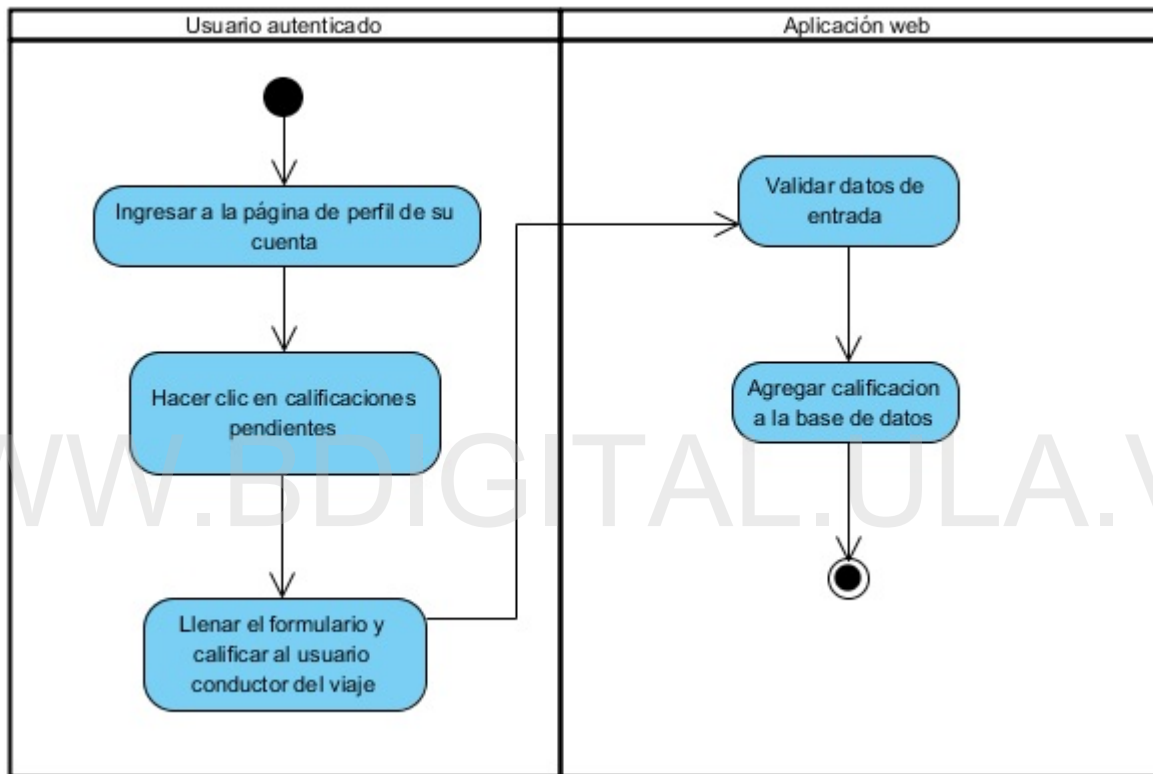 Usuario autenticado
Aplicación web
Ingresar a la página de perfil de su
cuenta
Hacer clic en calificaciones
pendientes
Llenar el formulario y
calificar al usuario
conductor del viaje
Validar datos de
entrada
Agregar calificacion
a la base de datos
WW.BDIGITAL.ULA.V